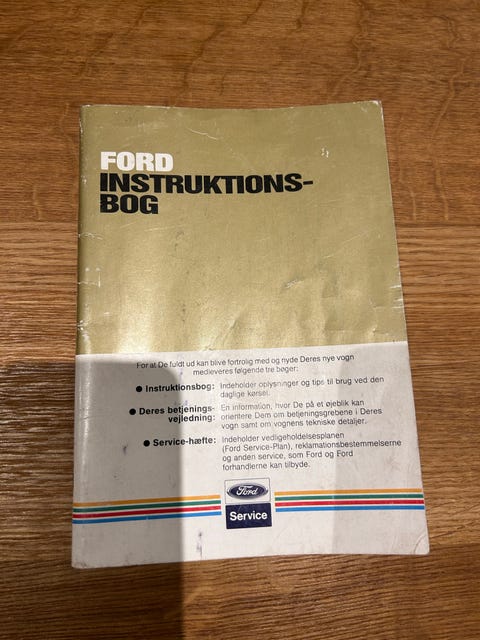 FORD
INSTRUKTIONS-
BOG
For at De fuldt ud kan blive fortrolig med og nyde Deres nye vogn
medleveres følgende tre bøger:
● Instruktionsbog: Indeholder oplysninger og tips til brug ved den
daglige kørsel.
● Deres betjenings- En information, hvor De på et øjeblik kan
vejledning: orientere Dem om betjeningsgrebene i Deres
vogn samt om vognens tekniske detaljer.
● Service-hæfte: Indeholder vedligeholdelsesplanen
(Ford Service-Plan), reklamationsbestemmelserne
og anden service, som Ford og Ford
forhandlerne kan tilbyde.
Ford
Service